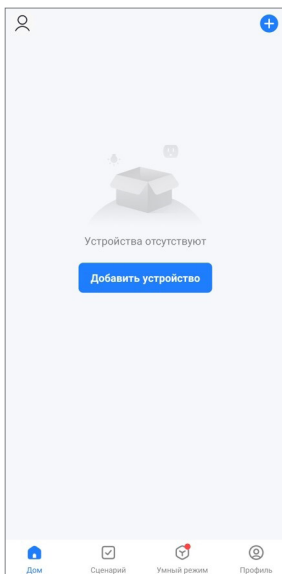 Устройства отсутствуют
Добавить устройство
Дом
Сценарий
Умный режим
Профиль